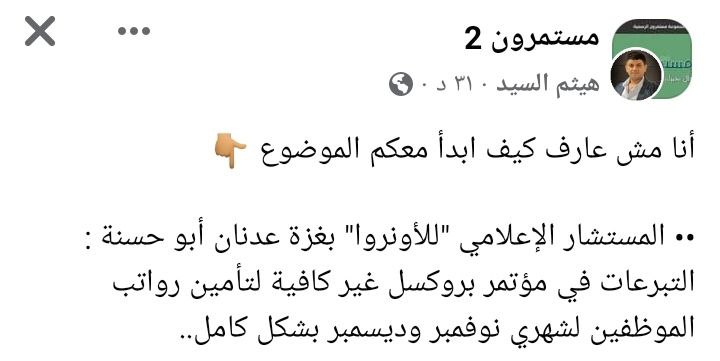 مستمرون 2
هيثم السيد · ٣١ د ·
أنا مش عارف كيف ابدأ معكم الموضوع 👇🏼
•• المستشار الإعلامي "للأونروا" بغزة عدنان أبو حسنة :
التبرعات في مؤتمر بروكسل غير كافية لتأمين رواتب
الموظفين لشهري نوفمبر وديسمبر بشكل كامل..